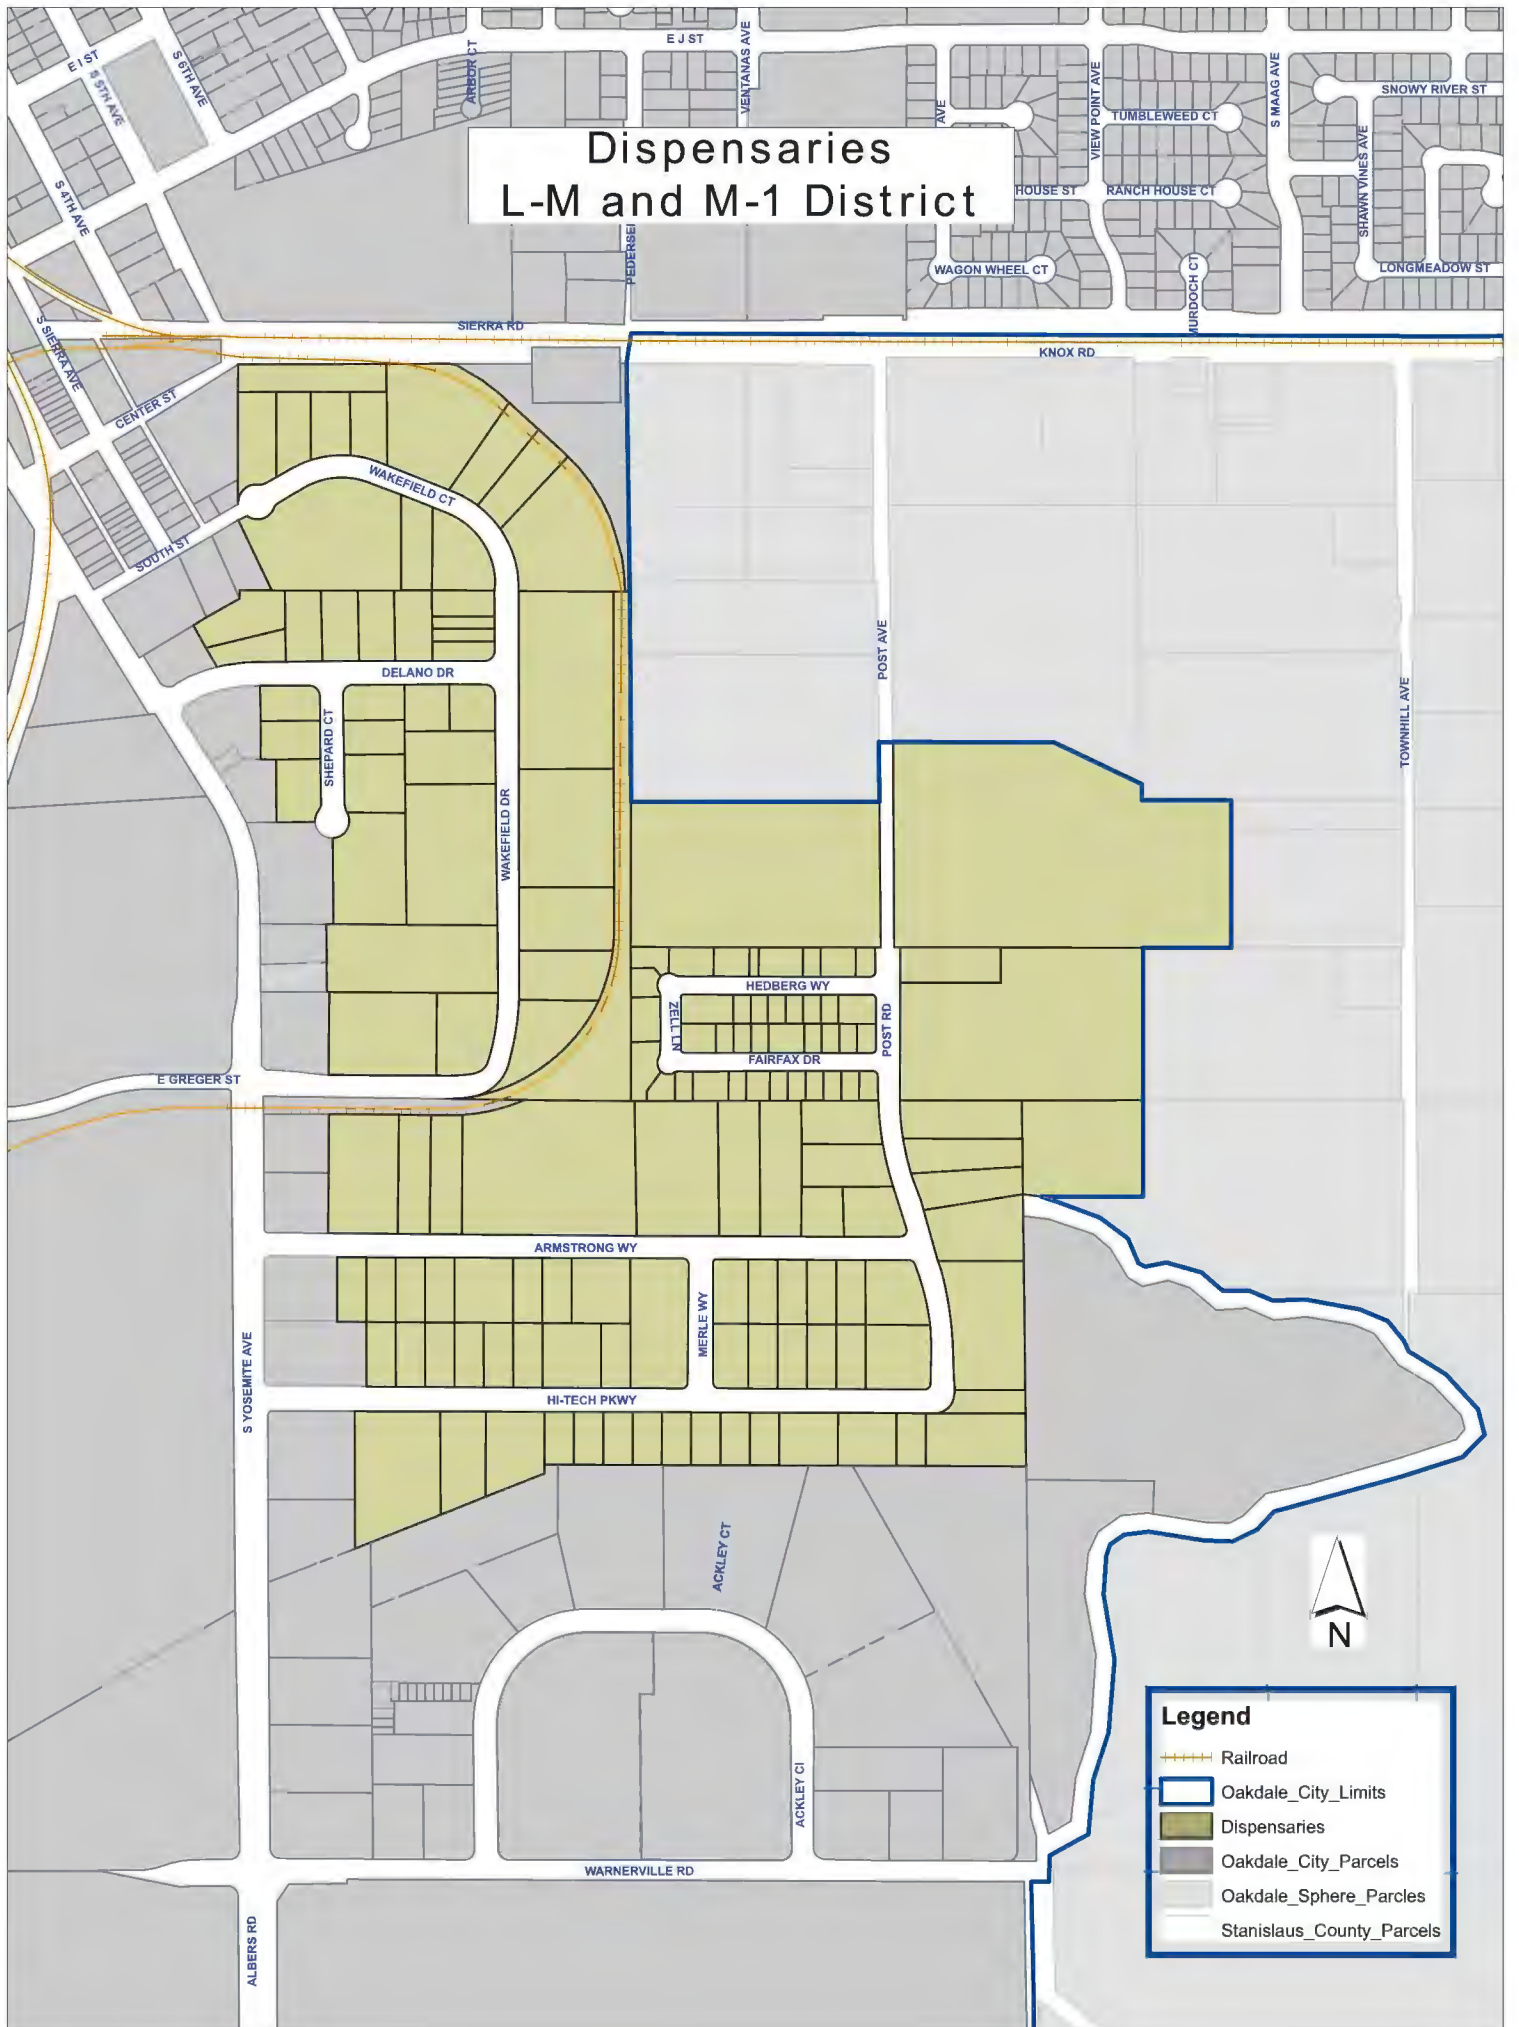 E J ST
E I ST
S 5TH AVE
S 6TH AVE
ARBOR CT
VENTANAS AVE
AVE
VIEW POINT AVE
S MAAG AVE
SNOWY RIVER ST
TUMBLEWEED CT
SHAWN VINES AVE
Dispensaries
L-M and M-1 District
HOUSE ST
RANCH HOUSE CT
S 4TH AVE
PEDERSE
WAGON WHEEL CT
MURDOCH CT
LONGMEADOW ST
SIERRA RD
KNOX RD
S SIERRA AVE
CENTER ST
WAKEFIELD CT
SOUTH ST
DELANO DR
POST AVE
SHEPARD CT
TOWNHILL AVE
WAKEFIELD DR
HEDBERG WY
ZELL LN
POST RD
FAIRFAX DR
E GREGER ST
ARMSTRONG WY
MERLE WY
S YOSEMITE AVE
HI-TECH PKWY
ACKLEY CT
N
ACKLEY CI
WARNERVILLE RD
ALBERS RD
Legend
Railroad
Oakdale_City_Limits
Dispensaries
Oakdale_City_Parcels
Oakdale_Sphere_Parcles
Stanislaus_County_Parcels